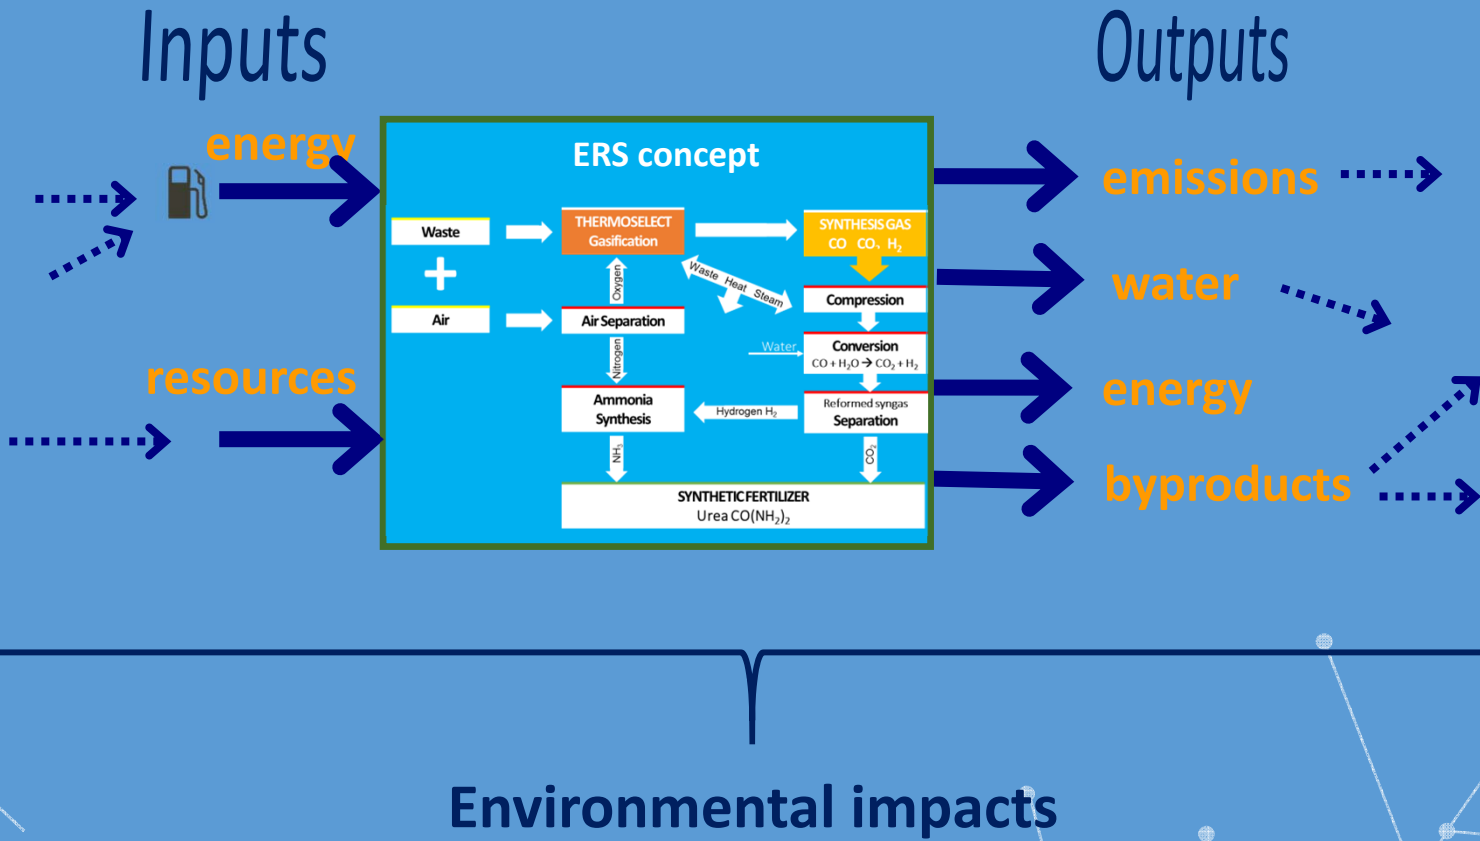 Inputs
Outputs
energy
resources
ERS concept
Waste
+
Air
THERMOSELECT
Gasification
Oxygen
Air Separation
Nitrogen
Ammonia
Synthesis
NH₃
Waste Heat Steam
Water
Hydrogen H₂
SYNTHESIS GAS
CO CO, H₂
Compression
Conversion
CO + H₂O → CO₂ + H₂
Reformed syngas
Separation
CO₂
SYNTHETIC FERTILIZER
Urea CO(NH₂)₂
emissions
water
energy
byproducts
Environmental impacts